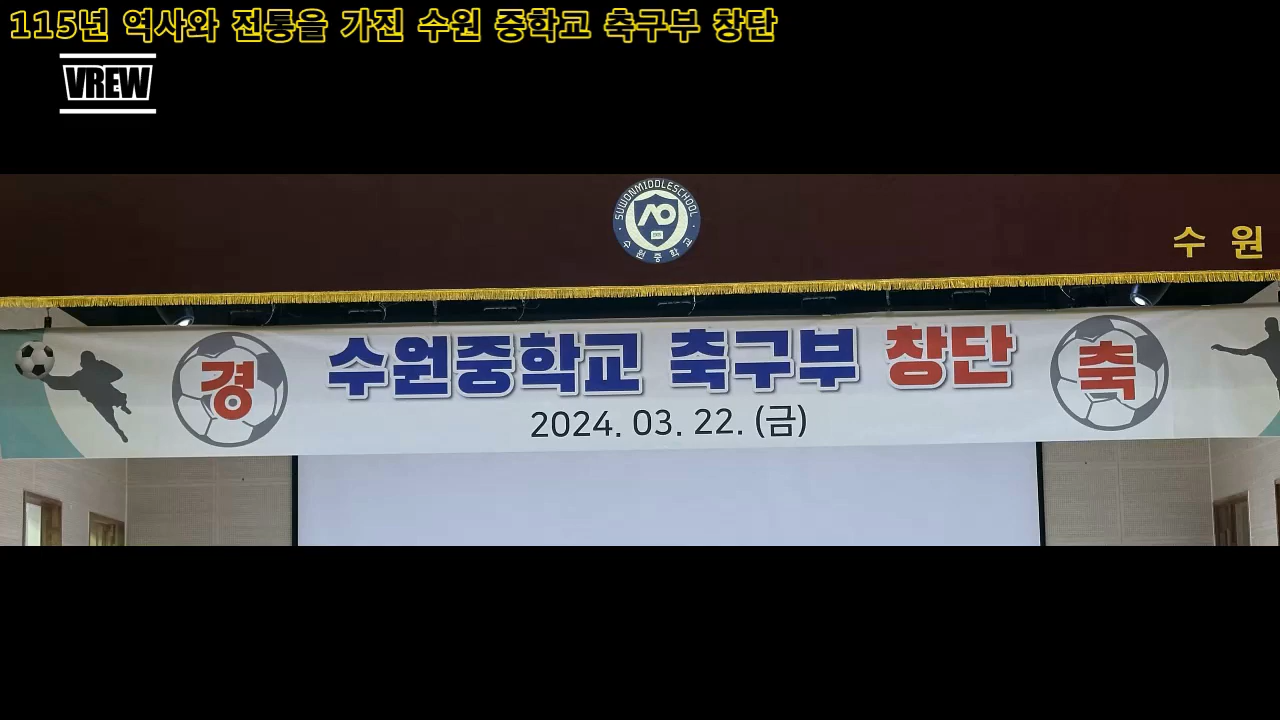 115년 역사와 전통을 가진 수원 중학교 축구부 창단
VREW
SUWONMIDDLESCHOOL
수원중학교
수 원
경 수원중학교 축구부 창단 축
2024. 03. 22. (금)